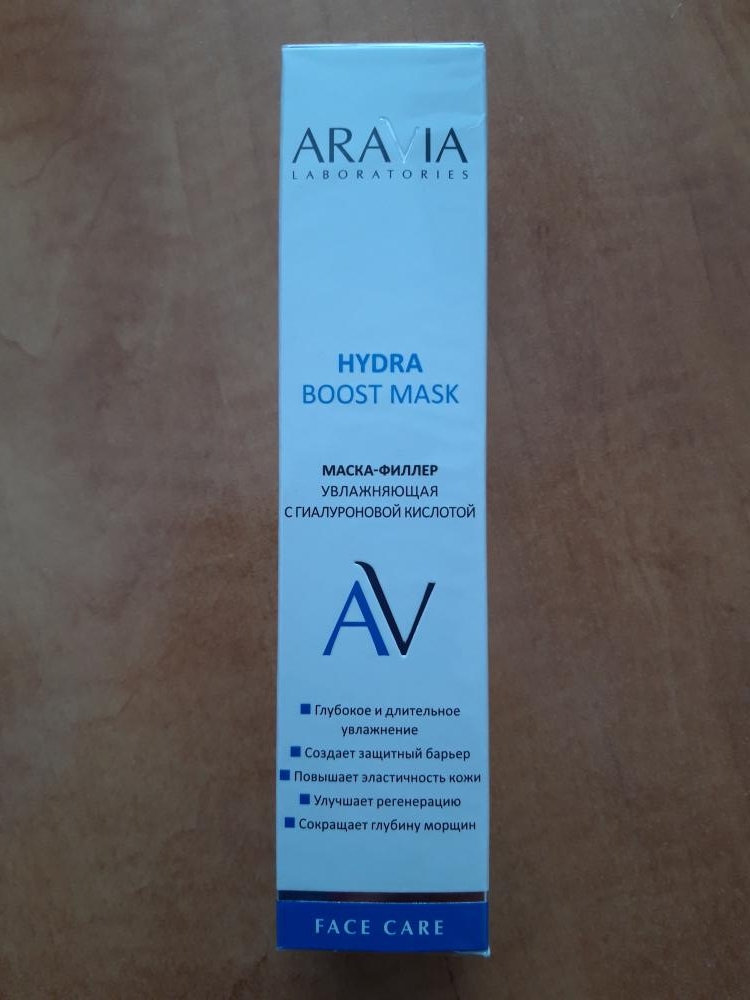 ARAVIA
LABORATORIES
HYDRA
BOOST MASK
МАСКА-ФИЛЛЕР
УВЛАЖНЯЮЩАЯ
С ГИАЛУРОНОВОЙ КИСЛОТОЙ
AV
Глубокое и длительное
увлажнение
Создает защитный барьер
Повышает эластичность кожи
Улучшает регенерацию
Сокращает глубину морщин
FACE CARE